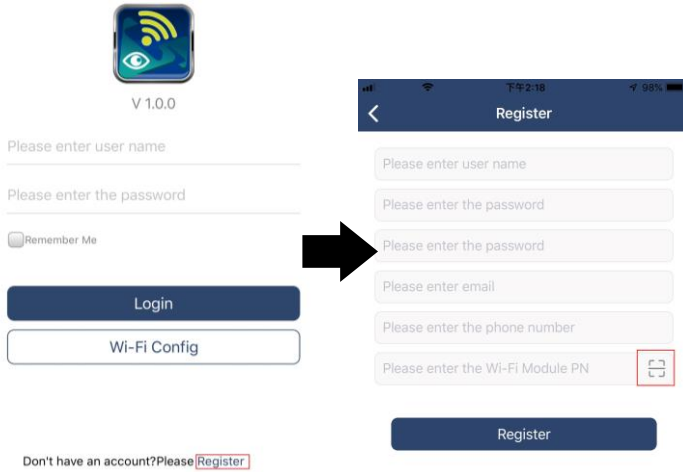 V 1.0.0
Please enter user name
Please enter the password
Remember Me
Login
Wi-Fi Config
Don't have an account?Please Register
下午2:18
98%
Register
Please enter user name
Please enter the password
Please enter the password
Please enter email
Please enter the phone number
Please enter the Wi-Fi Module PN
Register